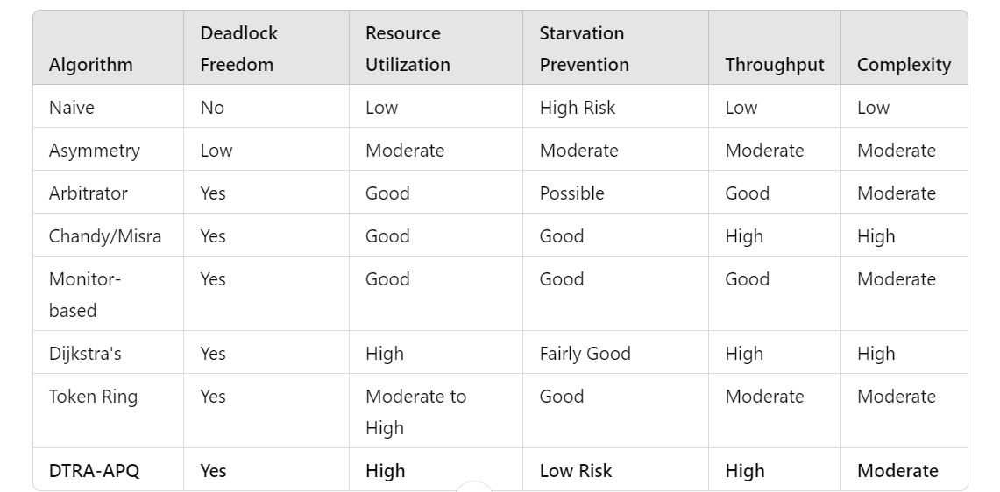 Algorithm Deadlock Freedom Resource Utilization Starvation Prevention Throughput Complexity
Naive No Low High Risk Low Low
Asymmetry Low Moderate Moderate Moderate Moderate
Arbitrator Yes Good Possible Good Moderate
Chandy/Misra Yes Good Good High High
Monitor-based Yes Good Good Good Moderate
Dijkstra's Yes High Fairly Good High High
Token Ring Yes Moderate to High Good Moderate Moderate
DTRA-APQ Yes High Low Risk High Moderate